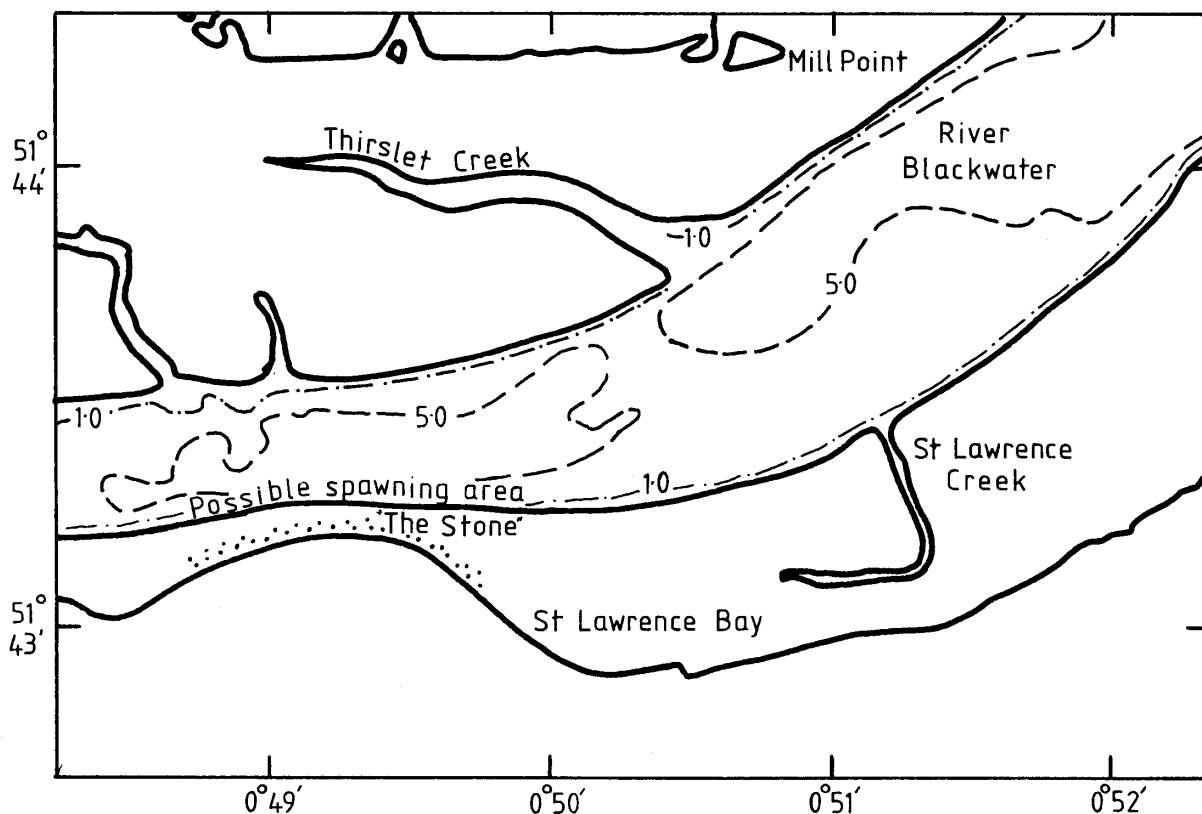 Mill Point
Thirslet Creek
River
Blackwater
51°
44'
1·0
5·0
1·0
5·0
St Lawrence
Creek
1·0
Possible spawning area
"The Stone"
51°
43'
St Lawrence Bay
0°49'
0°50'
0°51'
0°52'